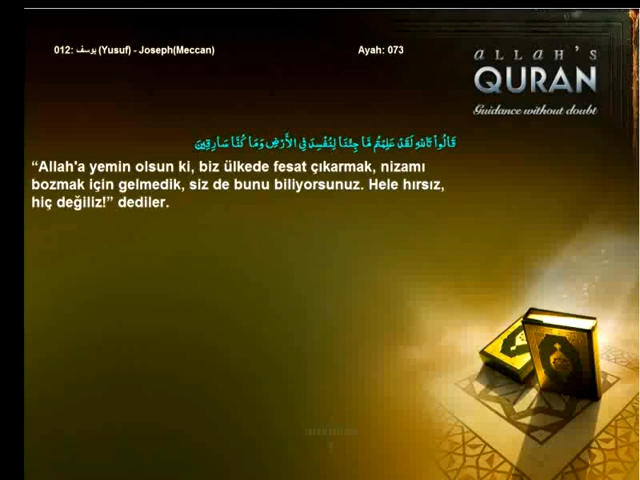 012: يوسف (Yusuf) - Joseph(Meccan)
Ayah: 073
ALLAH'S
QURAN
Guidance without doubt
قَالُوا۟ تَٱللَّهِ لَقَدْ عَلِمْتُم مَّا جِئْنَا لِنُفْسِدَ فِى ٱلْأَرْضِ وَمَا كُنَّا سَـٰرِقِينَ
“Allah'a yemin olsun ki, biz ülkede fesat çıkarmak, nizamı
bozmak için gelmedik, siz de bunu biliyorsunuz. Hele hırsız,
hiç değiliz!” dediler.